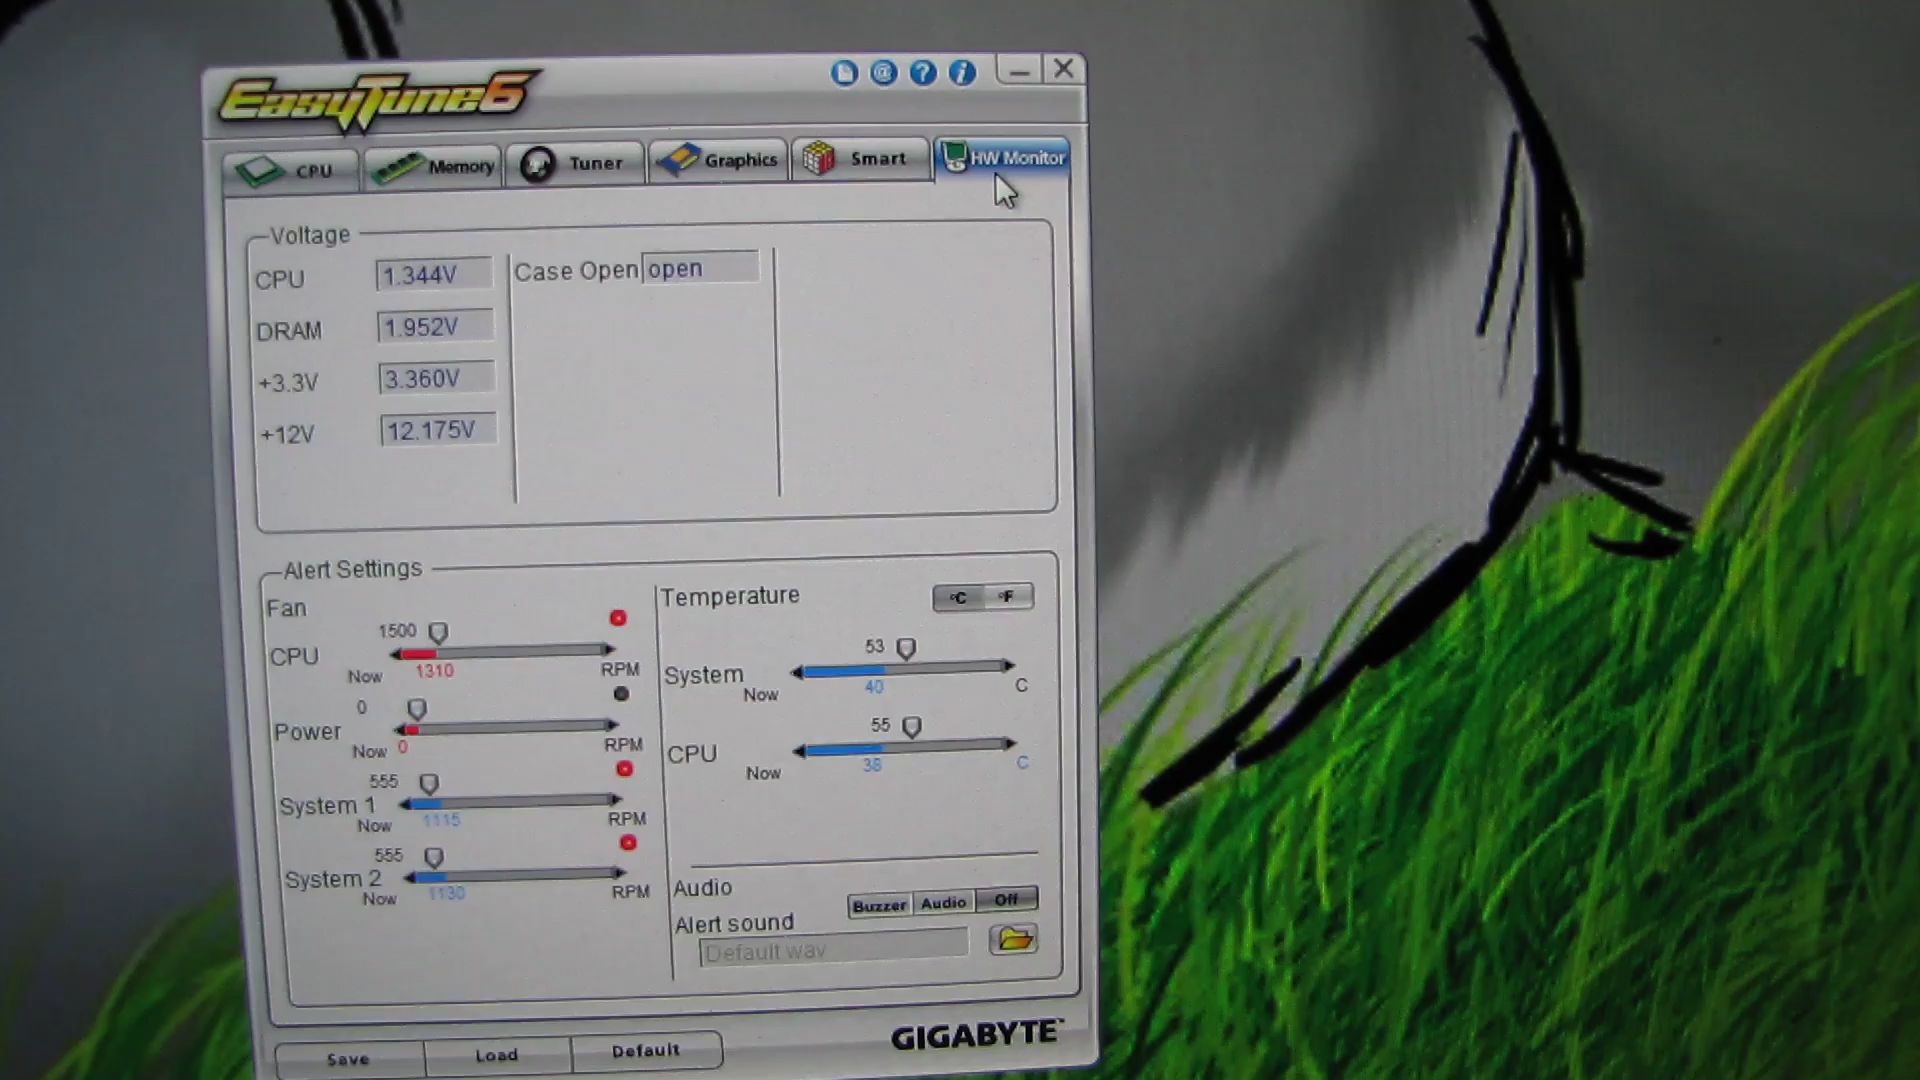 EasyTune6
CPU
Memory
Tuner
Graphics
Smart
HW Monitor
Voltage
CPU 1.344V
Case Open open
DRAM 1.952V
+3.3V 3.360V
+12V 12.175V
Alert Settings
Fan
1500
CPU
Now 1310 RPM
0
Power
Now 0 RPM
555
System 1
Now 1115 RPM
555
System 2
Now 1130 RPM
Temperature °C °F
53
System
Now 40 C
55
CPU
Now 38 C
Audio
Buzzer Audio Off
Alert sound
Default wav
GIGABYTE™
Save Load Default